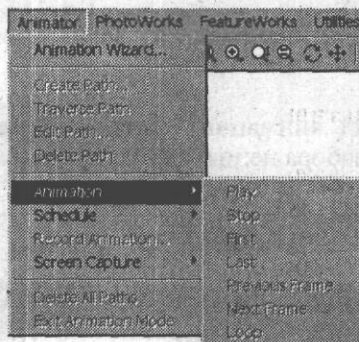 Animator PhotoWorks FeatureWorks Utilities
Animation Wizard...
Create Path...
Traverse Path
Edit Path...
Delete Path
Animation
Play
Schedule
Stop
Record Animation...
First
Screen Capture
Last
Previous Frame
Delete All Paths
Next Frame
Exit Animation Mode
Loop